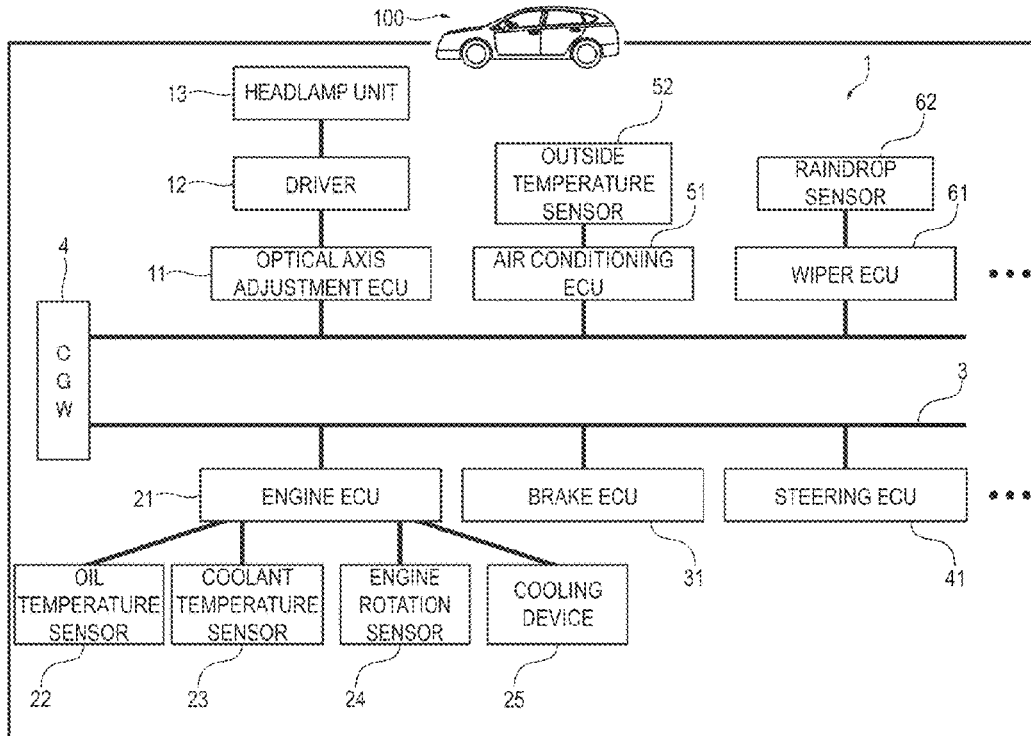 100
1
13
HEADLAMP UNIT
52
62
12
DRIVER
OUTSIDE
TEMPERATURE
SENSOR
RAINDROP
SENSOR
51
61
4
11
OPTICAL AXIS
ADJUSTMENT ECU
AIR CONDITIONING
ECU
WIPER ECU
C
G
W
3
21
ENGINE ECU
BRAKE ECU
STEERING ECU
31
41
OIL
TEMPERATURE
SENSOR
COOLANT
TEMPERATURE
SENSOR
ENGINE
ROTATION
SENSOR
COOLING
DEVICE
22
23
24
25